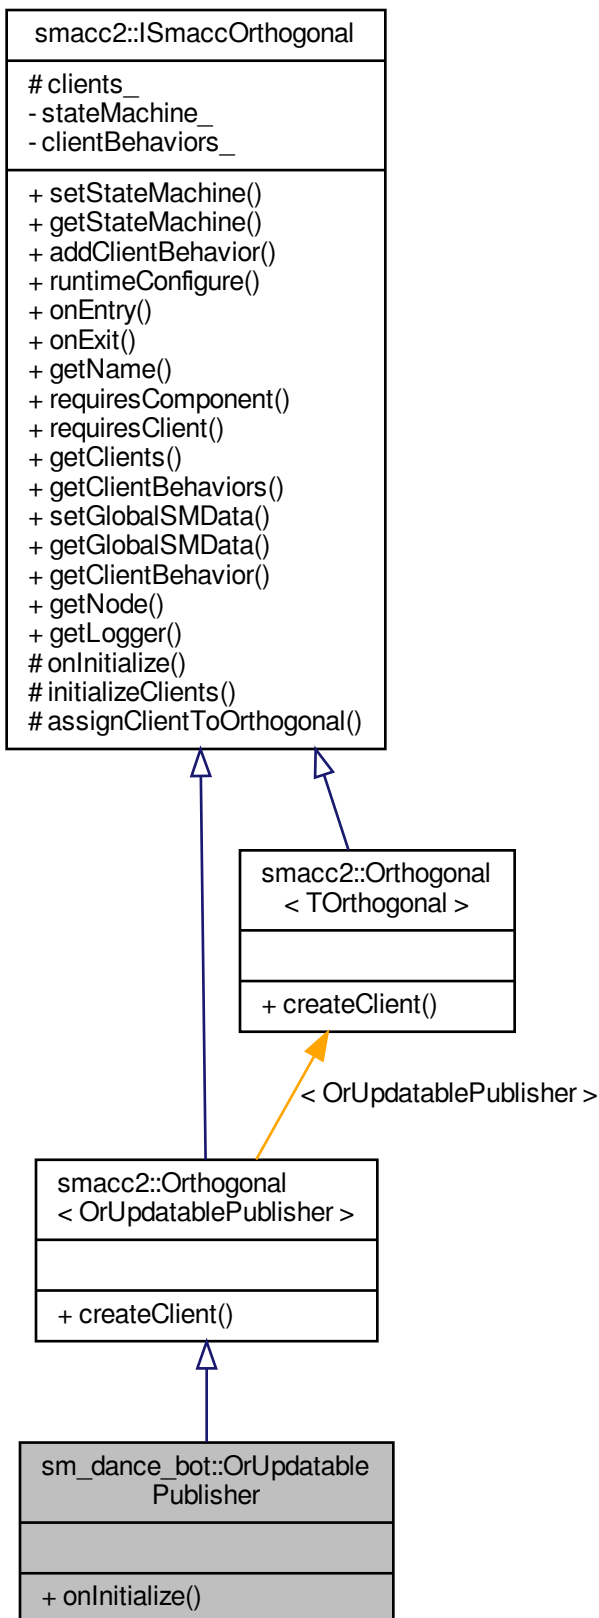 smacc2::ISmaccOrthogonal
# clients_
- stateMachine_
- clientBehaviors_
+ setStateMachine()
+ getStateMachine()
+ addClientBehavior()
+ runtimeConfigure()
+ onEntry()
+ onExit()
+ getName()
+ requiresComponent()
+ requiresClient()
+ getClients()
+ getClientBehaviors()
+ setGlobalSMData()
+ getGlobalSMData()
+ getClientBehavior()
+ getNode()
+ getLogger()
# onInitialize()
# initializeClients()
# assignClientToOrthogonal()
smacc2::Orthogonal
< TOrthogonal >
+ createClient()
< OrUpdatablePublisher >
smacc2::Orthogonal
< OrUpdatablePublisher >
+ createClient()
sm_dance_bot::OrUpdatable
Publisher
+ onInitialize()